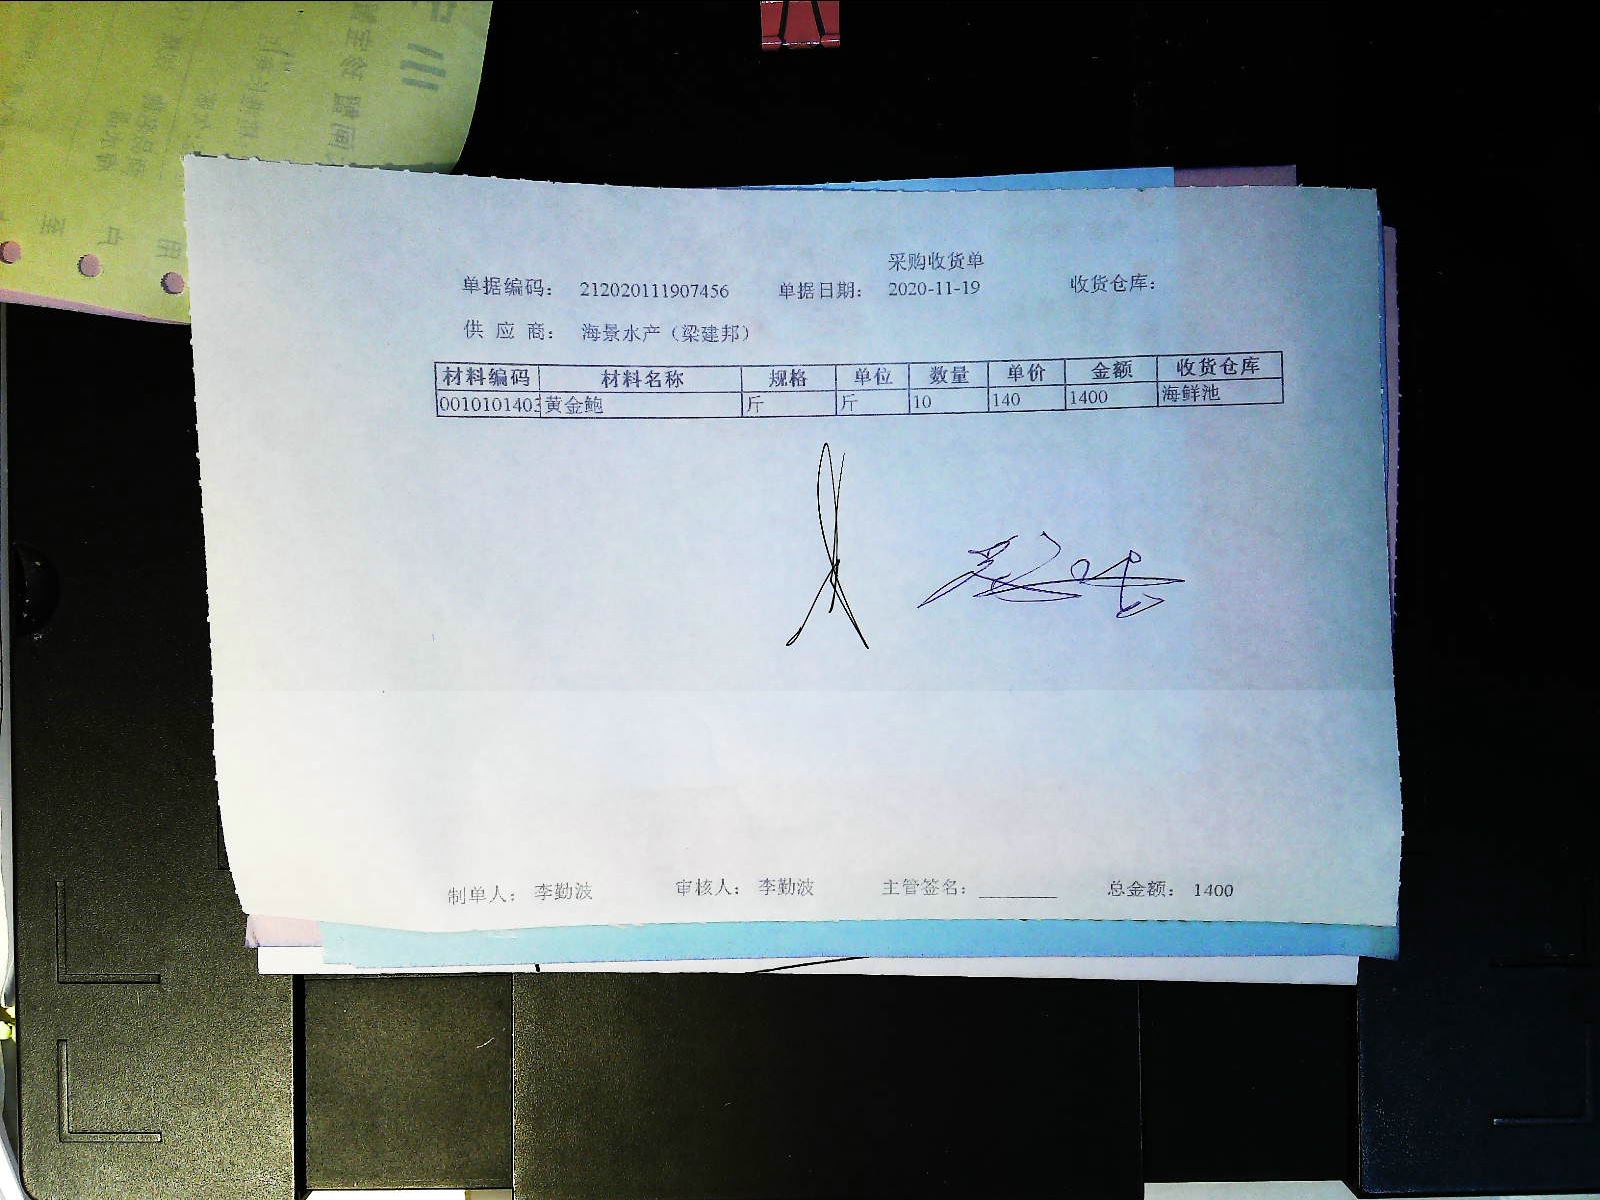 采购收货单
单据编码： 212020111907456 单据日期： 2020-11-19 收货仓库：
供 应 商： 海景水产（梁建邦）
材料编码 材料名称 规格 单位 数量 单价 金额 收货仓库
0010101403 黄金鲍 斤 斤 10 140 1400 海鲜池
制单人： 李勤波 审核人： 李勤波 主管签名： 总金额： 1400